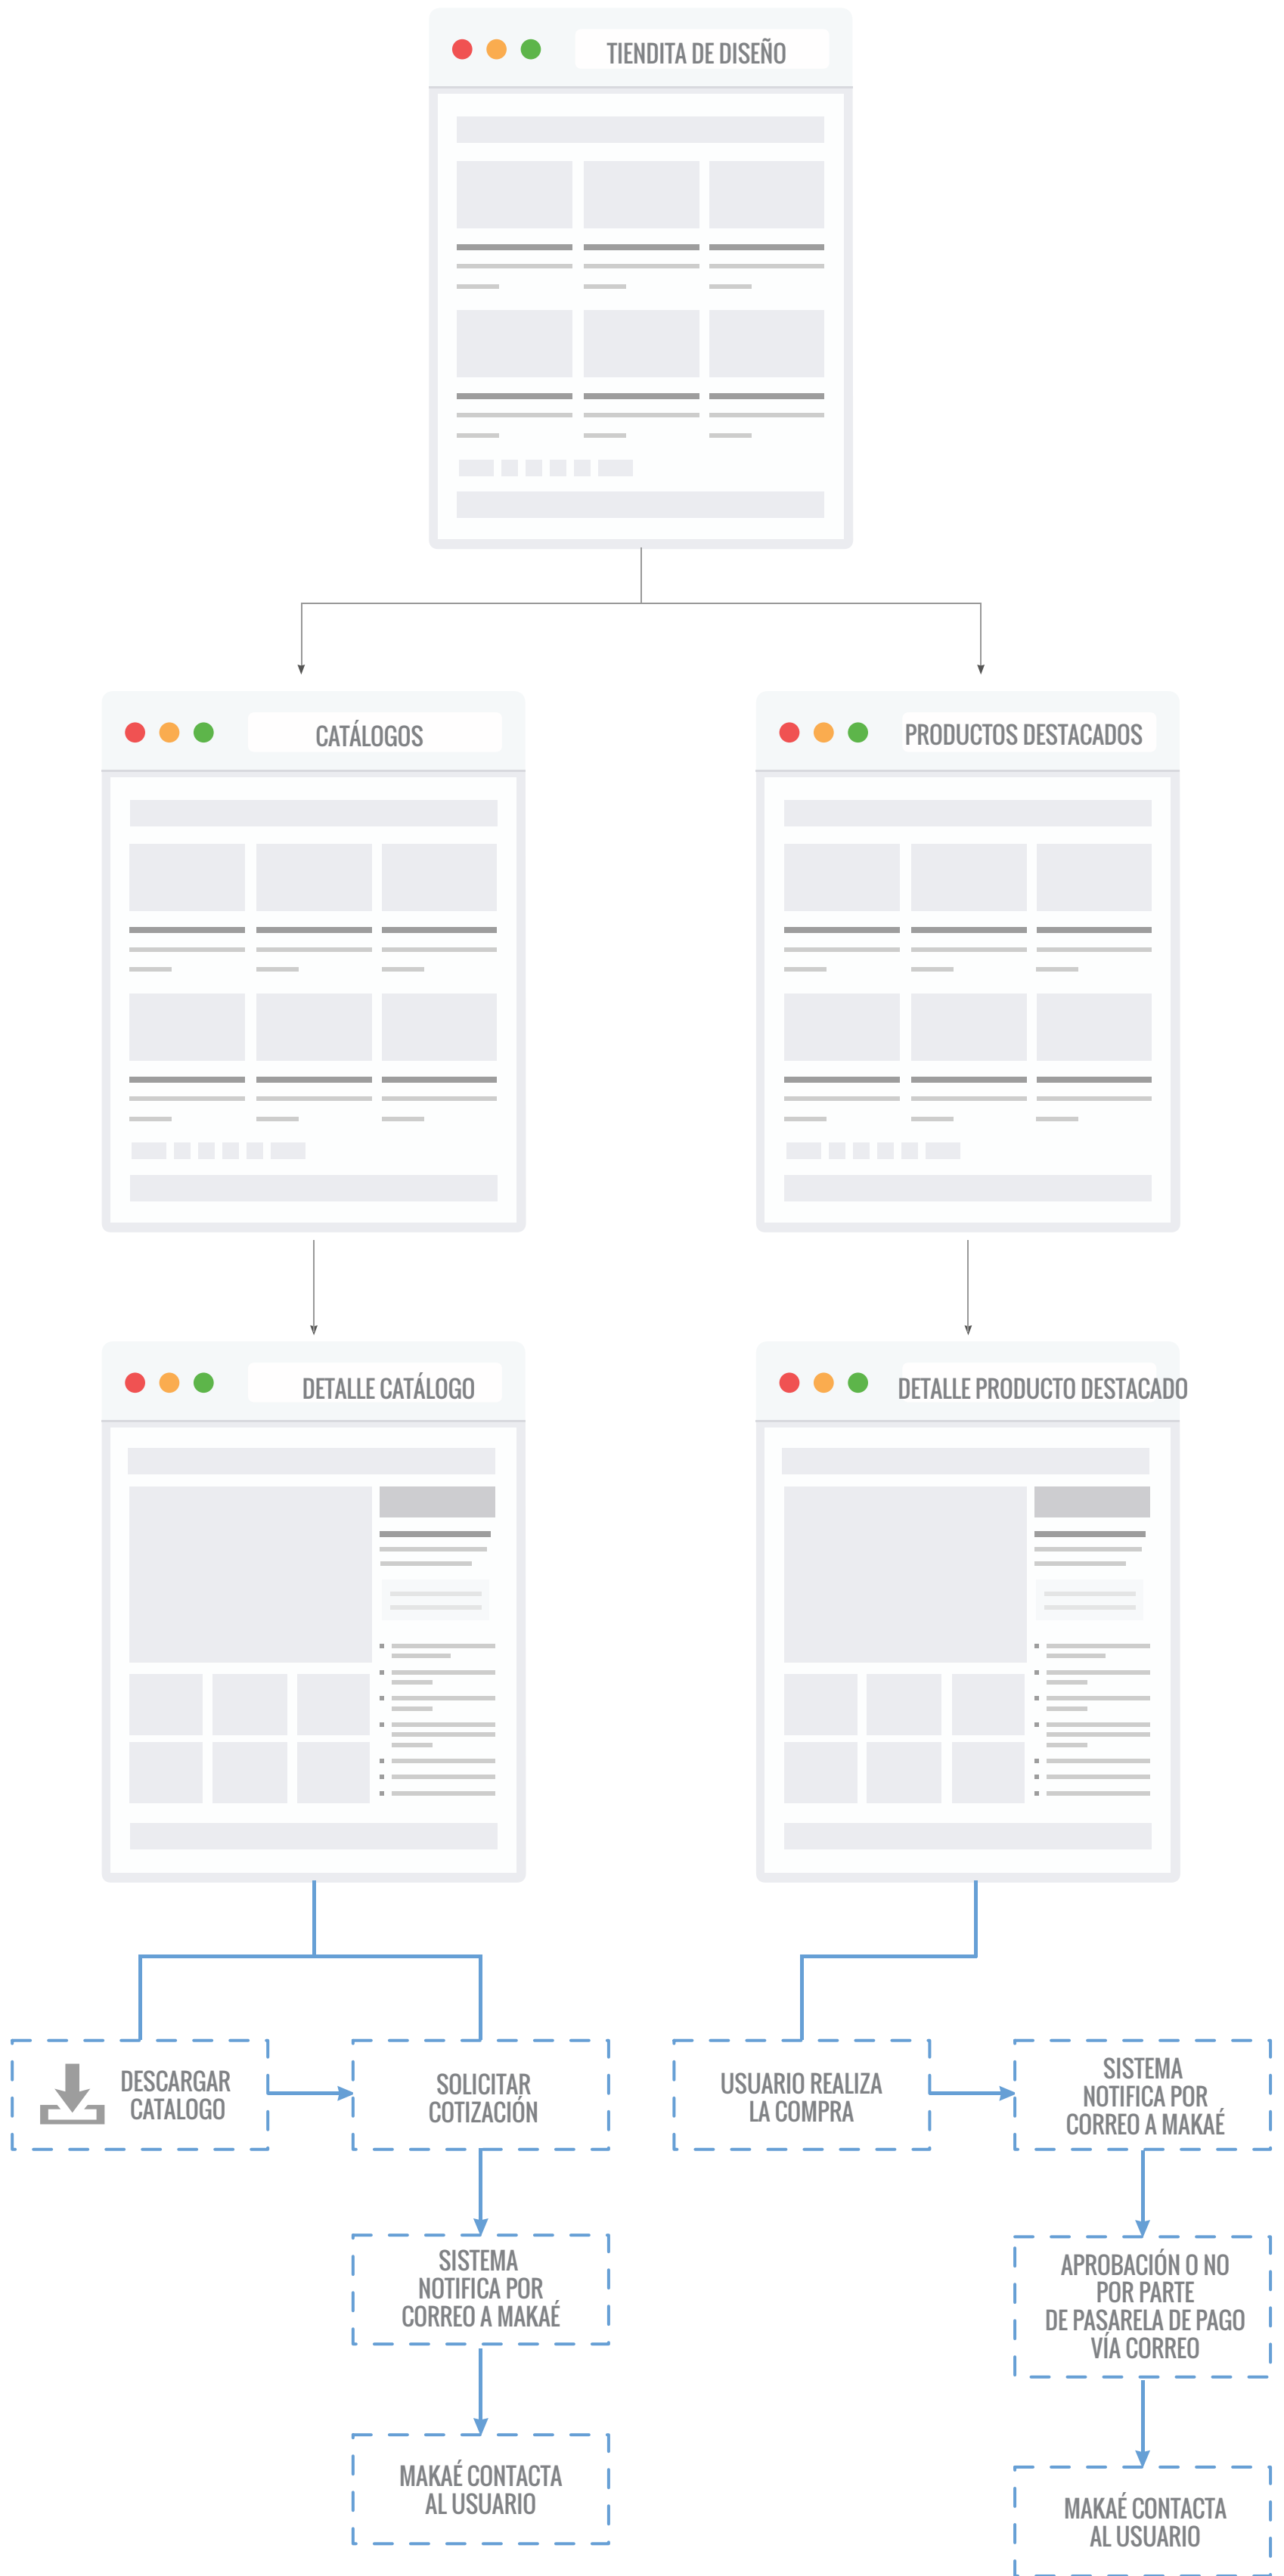 TIENDITA DE DISEÑO
CATÁLOGOS
PRODUCTOS DESTACADOS
DETALLE CATÁLOGO
DETALLE PRODUCTO DESTACADO
DESCARGAR
CATALOGO
SOLICITAR
COTIZACIÓN
USUARIO REALIZA
LA COMPRA
SISTEMA
NOTIFICA POR
CORREO A MAKAÉ
SISTEMA
NOTIFICA POR
CORREO A MAKAÉ
APROBACIÓN O NO
POR PARTE
DE PASARELA DE PAGO
VÍA CORREO
MAKAÉ CONTACTA
AL USUARIO
MAKAÉ CONTACTA
AL USUARIO